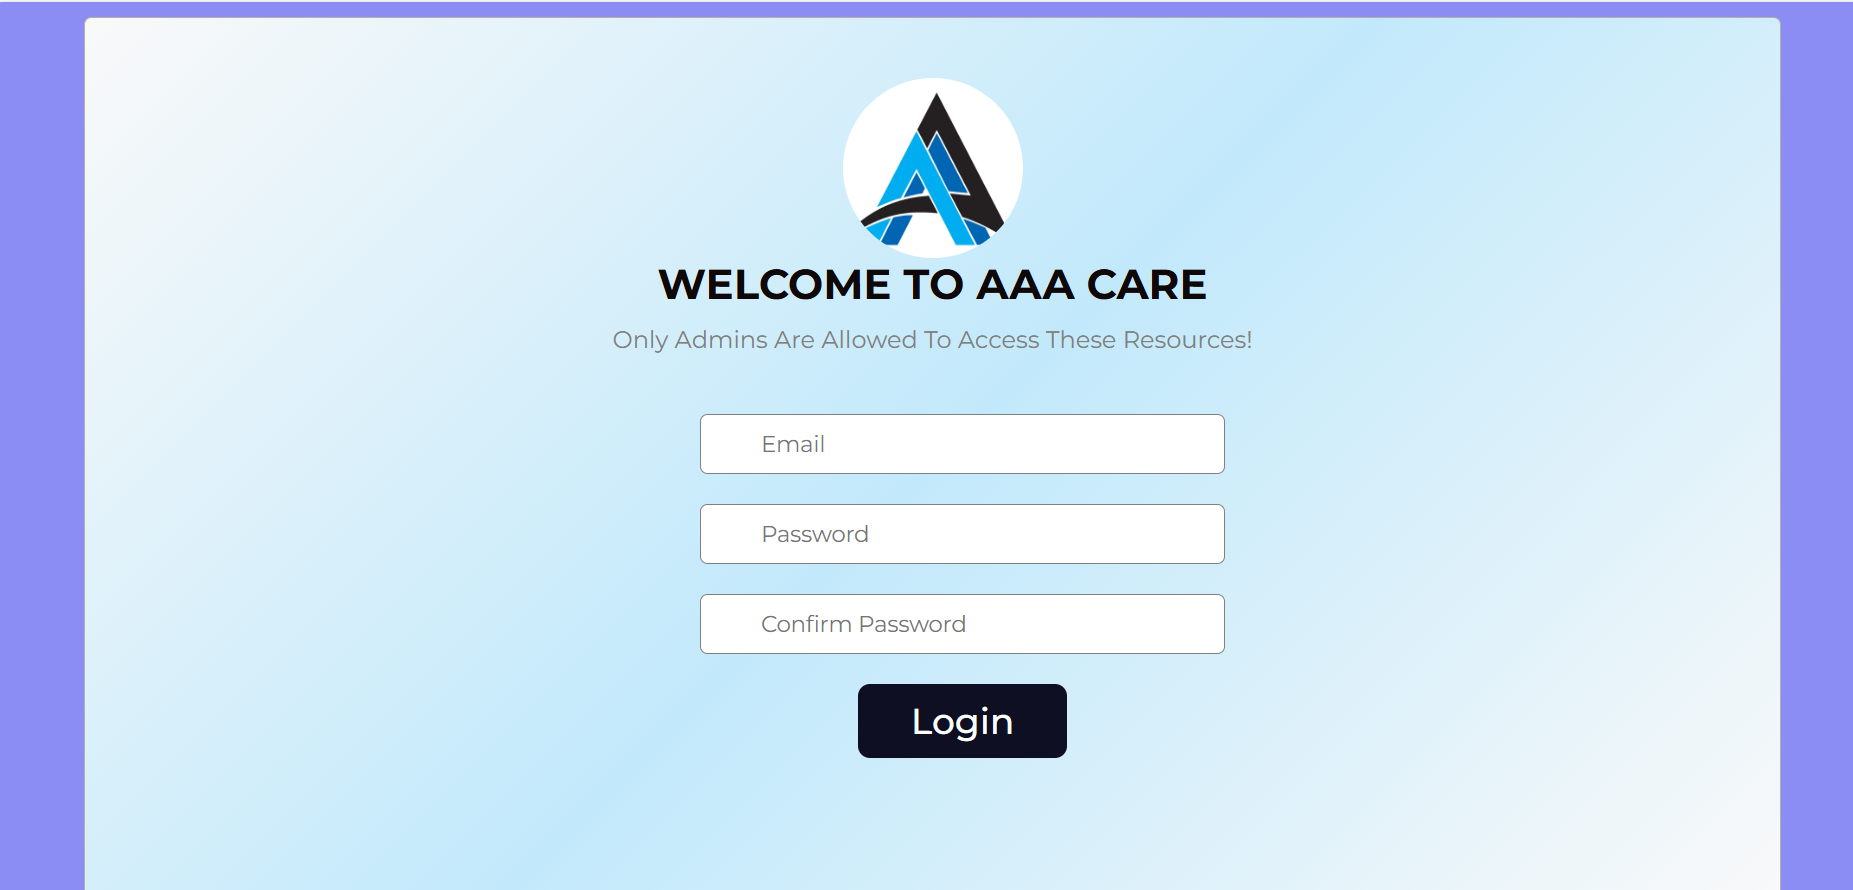 WELCOME TO AAA CARE
Only Admins Are Allowed To Access These Resources!
Email
Password
Confirm Password
Login